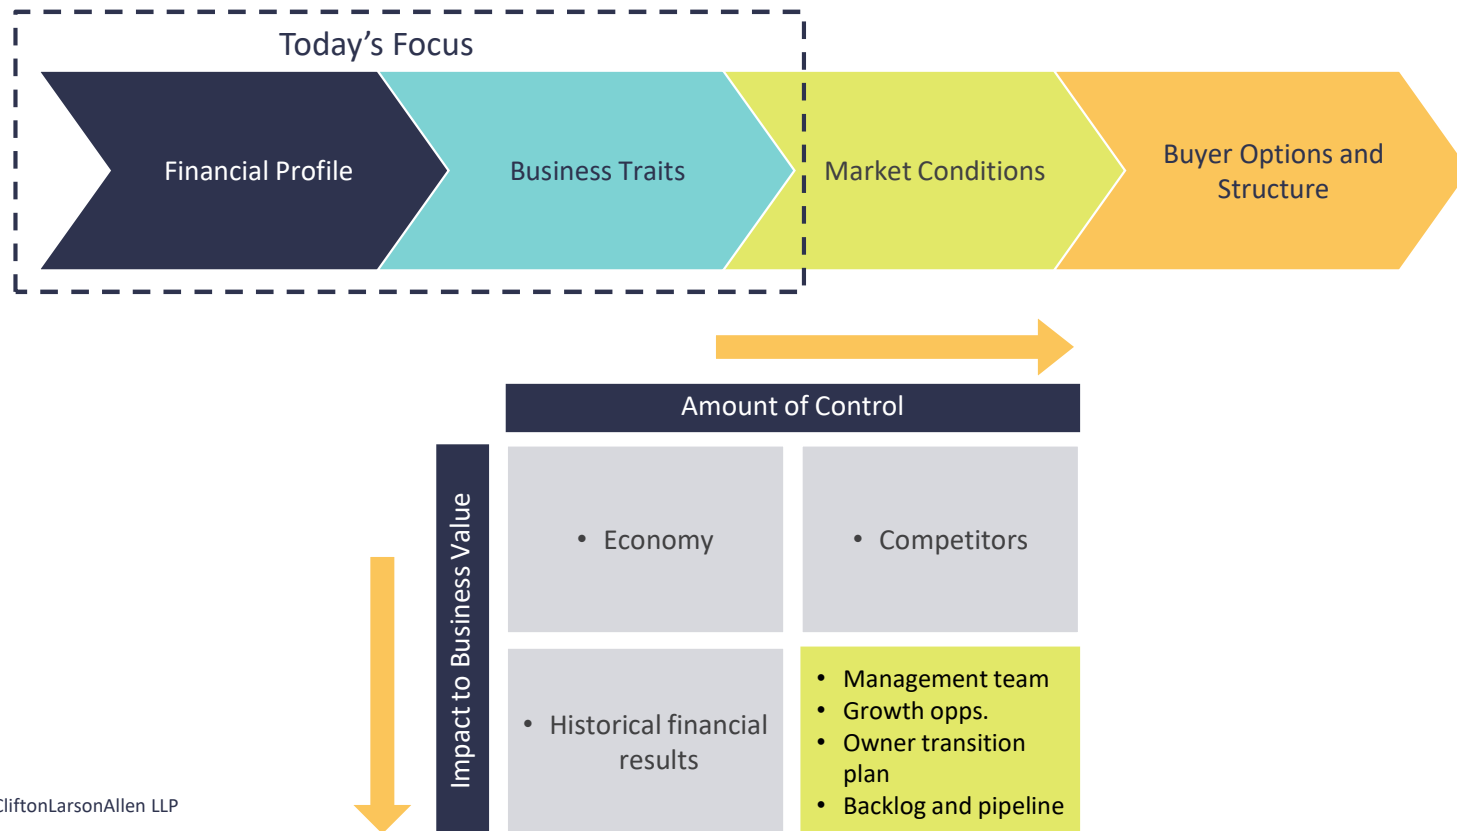 Today’s Focus
Financial Profile
Business Traits
Market Conditions
Buyer Options and
Structure
Amount of Control
Impact to Business Value
• Economy
• Competitors
• Historical financial
results
• Management team
• Growth opps.
• Owner transition
plan
• Backlog and pipeline
CliftonLarsonAllen LLP